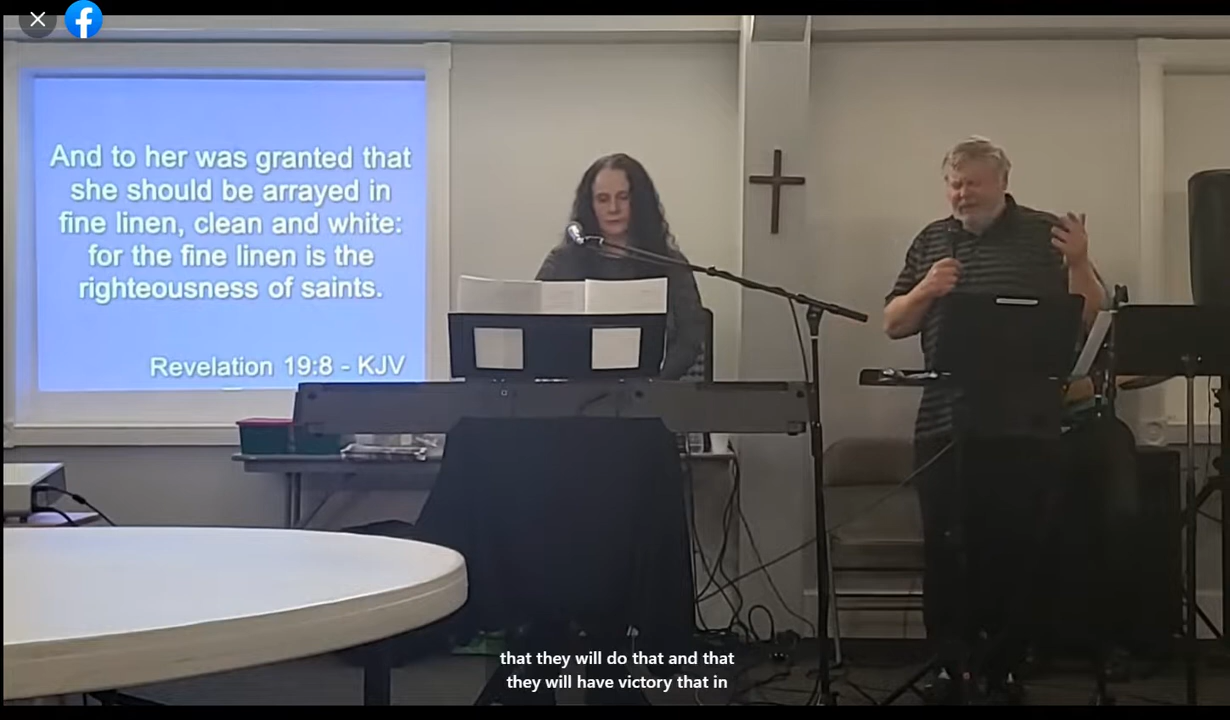 And to her was granted that
she should be arrayed in
fine linen, clean and white:
for the fine linen is the
righteousness of saints.
Revelation 19:8 - KJV
that they will do that and that
they will have victory that in